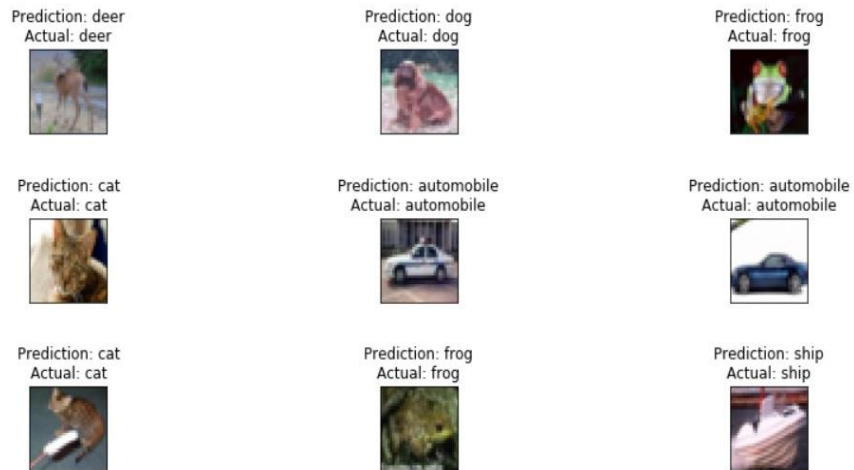 Prediction: deer
Actual: deer
Prediction: dog
Actual: dog
Prediction: frog
Actual: frog
Prediction: cat
Actual: cat
Prediction: automobile
Actual: automobile
Prediction: automobile
Actual: automobile
Prediction: cat
Actual: cat
Prediction: frog
Actual: frog
Prediction: ship
Actual: ship